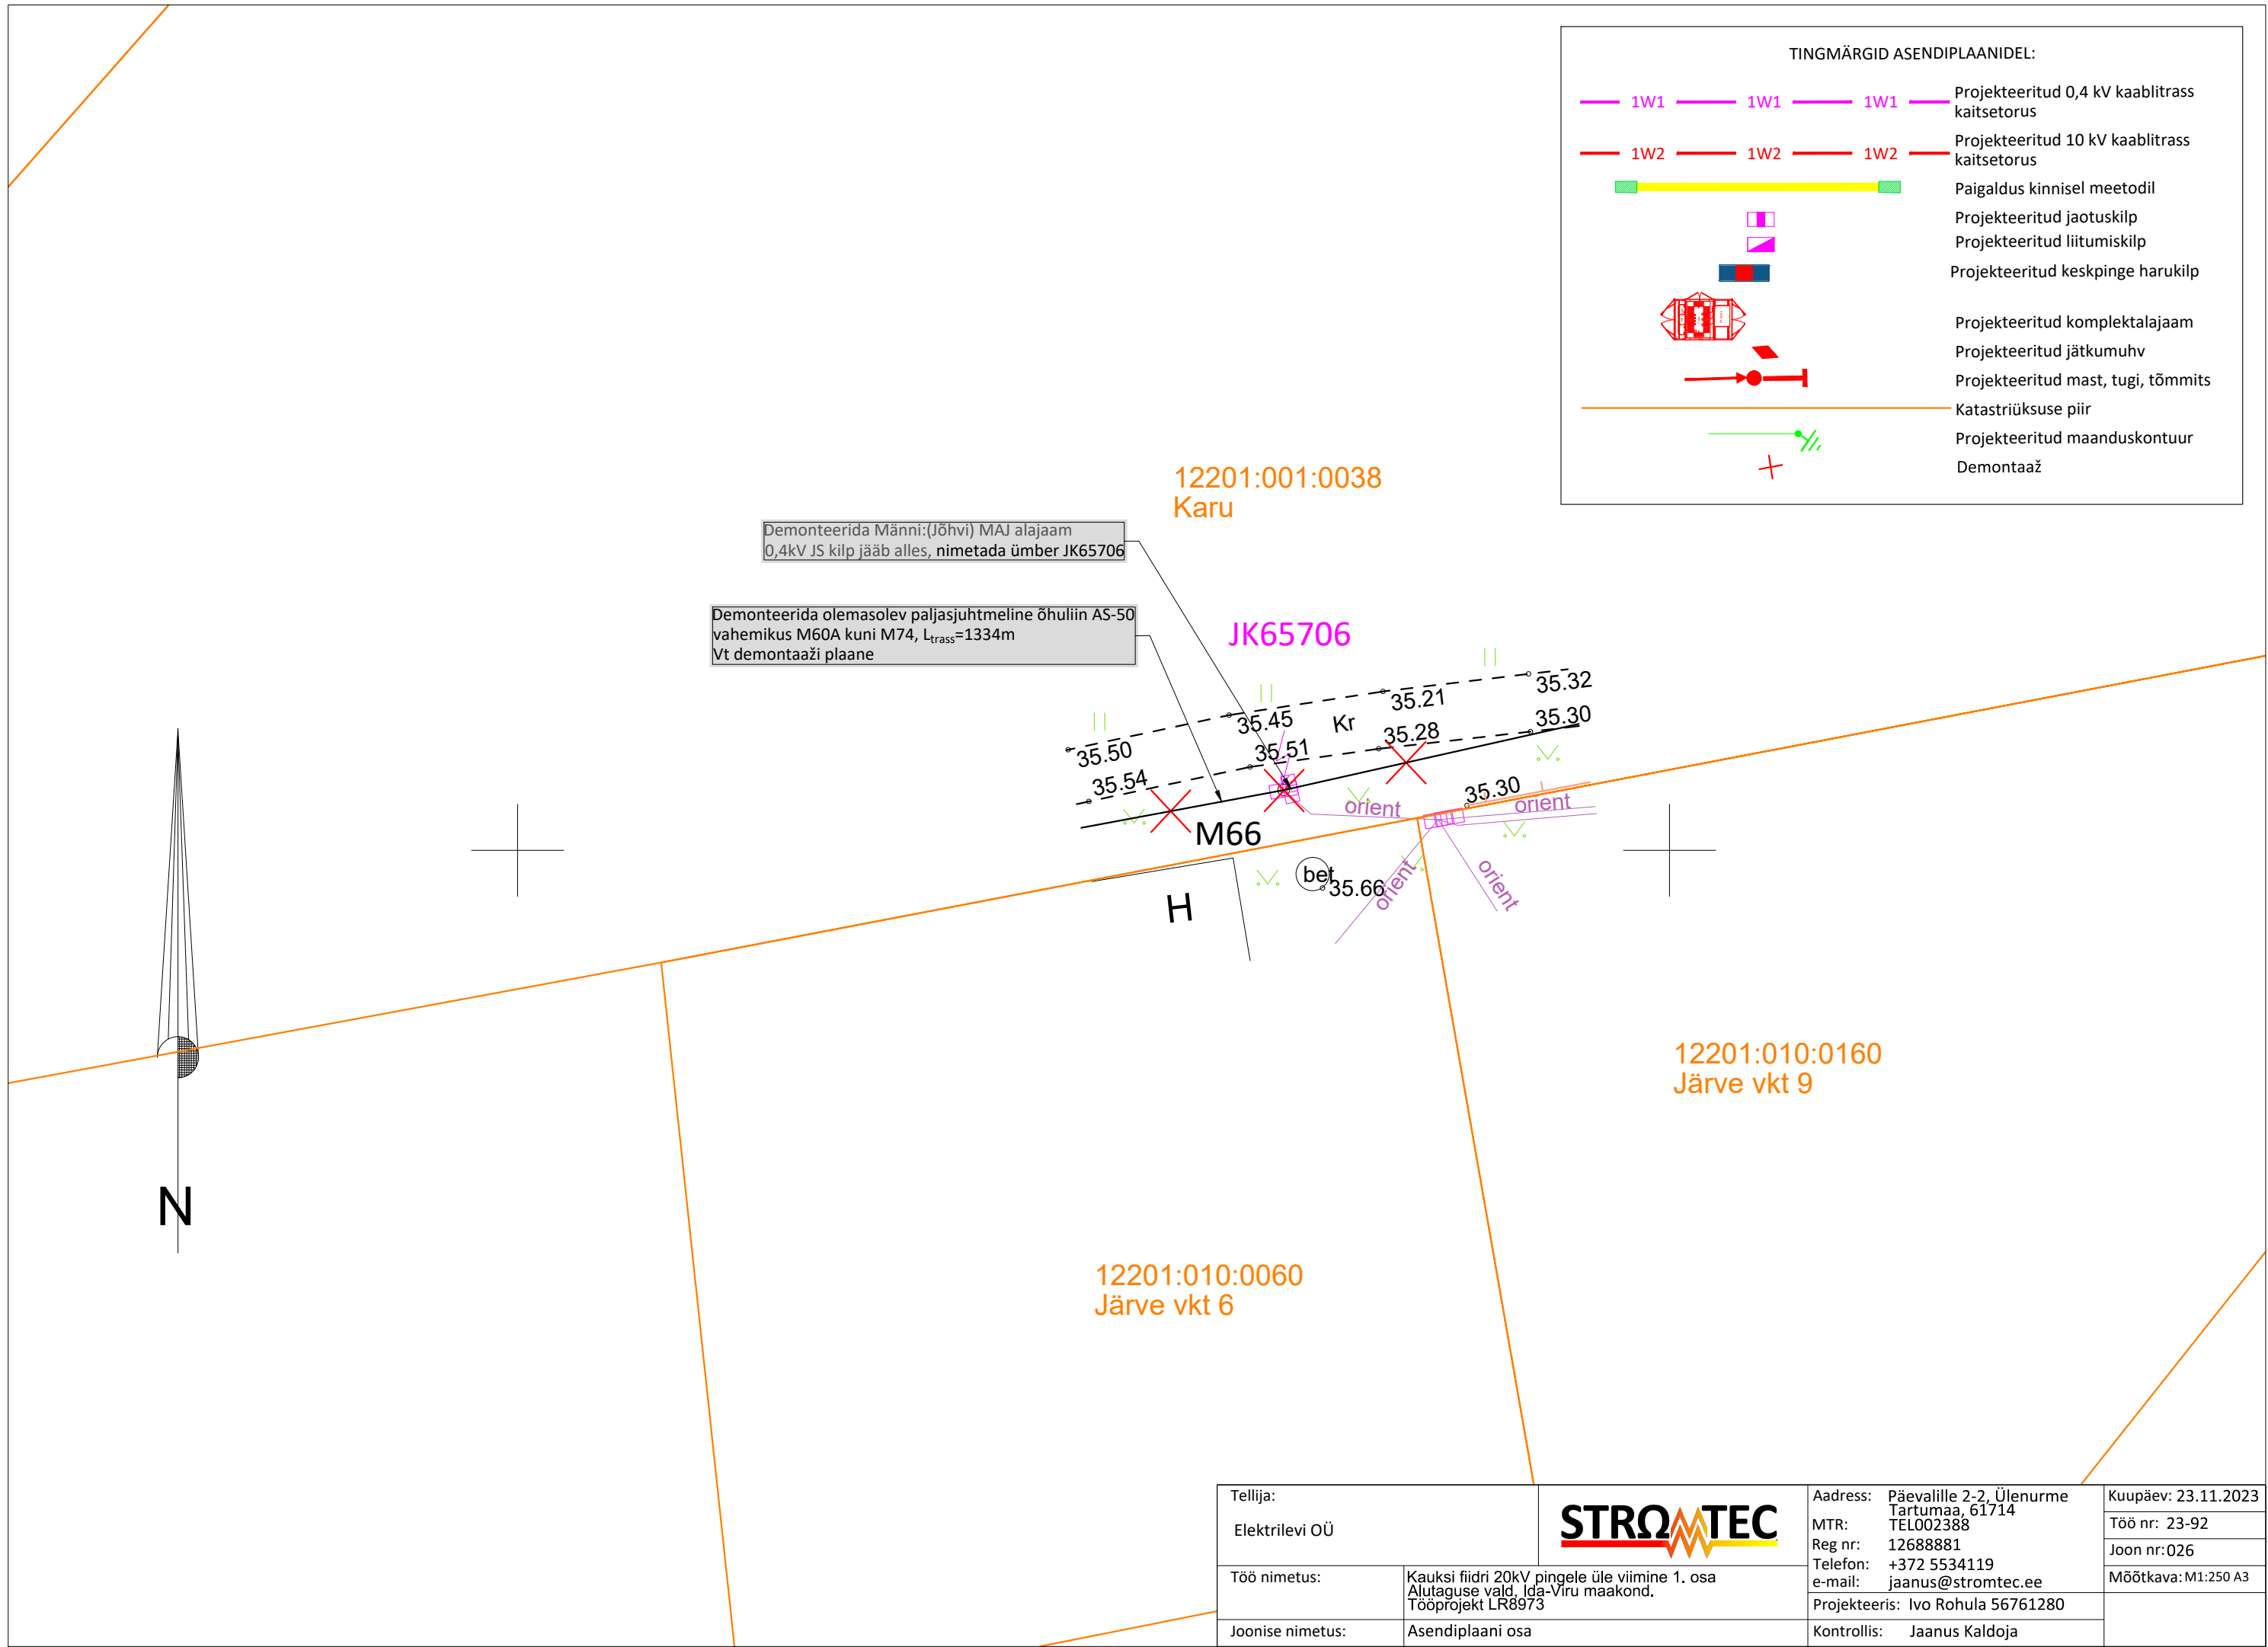 TINGMÄRGID ASENDIPLAANIDEL:
1W1 1W1 1W1 Projekteeritud 0,4 kV kaablitrass
kaitsetorus
1W2 1W2 1W2 Projekteeritud 10 kV kaablitrass
kaitsetorus
Paigaldus kinnisel meetodil
Projekteeritud jaotuskilp
Projekteeritud liitumiskilp
Projekteeritud keskpinge harukilp
Projekteeritud komplektalajaam
Projekteeritud jätkumuhv
Projekteeritud mast, tugi, tõmmits
Katastriüksuse piir
Projekteeritud maanduskontuur
Demontaaž
12201:001:0038
Karu
Demonteerida Männi:(Jõhvi) MAJ alajaam
0,4kV JS kilp jääb alles, nimetada ümber JK65706
Demonteerida olemasolev paljasjuhtmeline õhuliin AS-50
vahemikus M60A kuni M74, Ltrass=1334m
Vt demontaaži plaane
JK65706
35.32
35.21
35.45
Kr
35.30
35.28
35.50
35.51
35.54
35.30
orient
orient
M66
bet
35.66
orient
orient
H
N
12201:010:0160
Järve vkt 9
12201:010:0060
Järve vkt 6
Tellija:
Elektrilevi OÜ
STROMTEC
Aadress: Päevalille 2-2, Ülenurme
Tartumaa, 61714
MTR: TEL002388
Reg nr: 12688881
Telefon: +372 5534119
e-mail: jaanus@stromtec.ee
Kuupäev: 23.11.2023
Töö nr: 23-92
Joon nr: 026
Mõõtkava: M1:250 A3
Töö nimetus: Kauksi fiidri 20kV pingele üle viimine 1. osa
Alutaguse vald, Ida-Viru maakond.
Tööprojekt LR8973
Projekteeris: Ivo Rohula 56761280
Joonise nimetus: Asendiplaani osa
Kontrollis: Jaanus Kaldoja